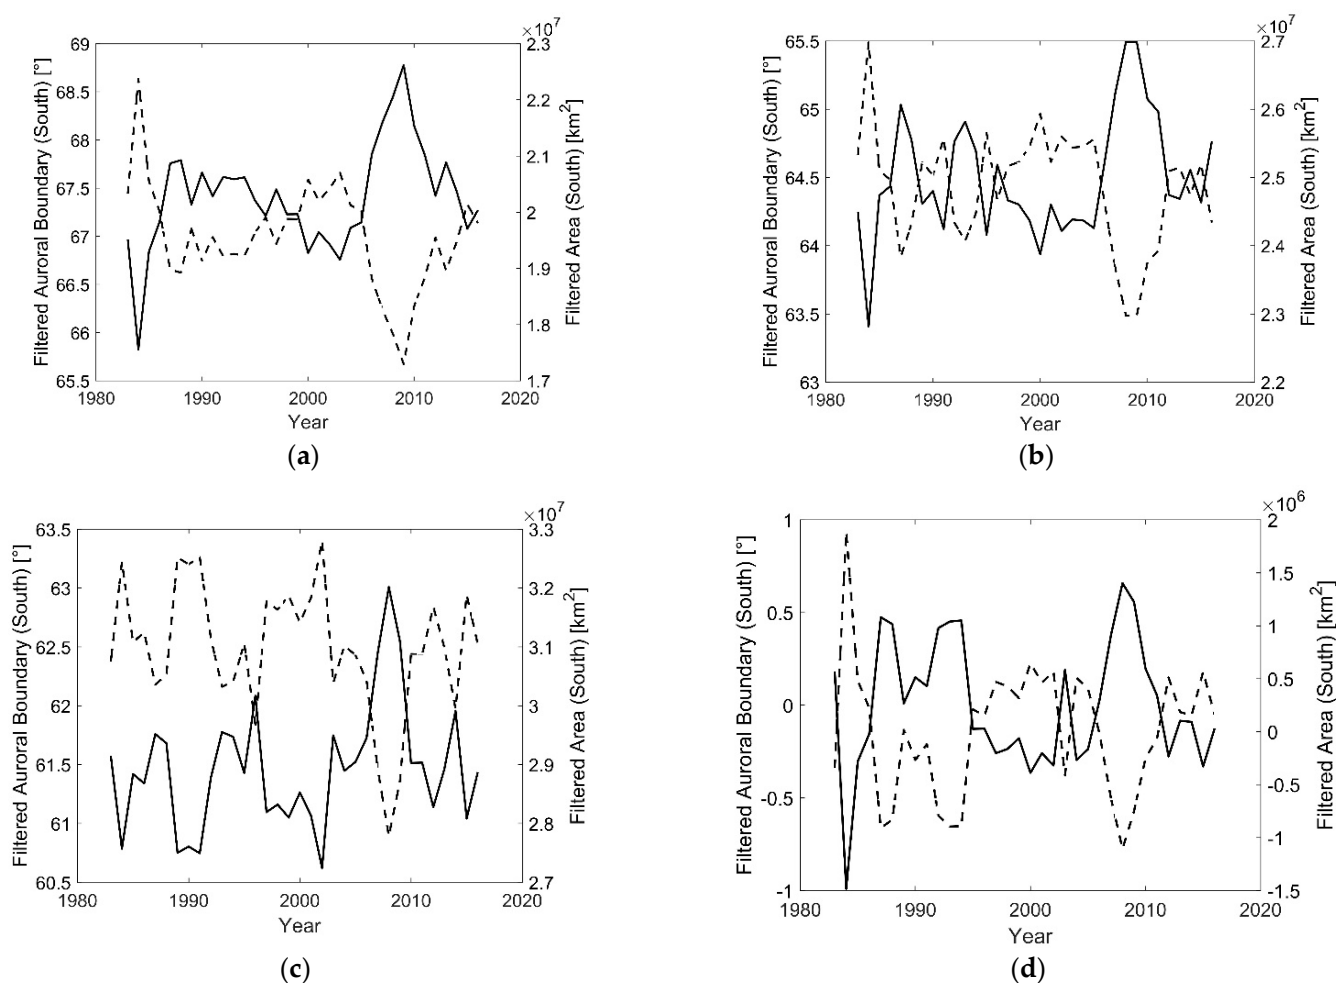 ×10⁷
69
68.5
68
67.5
67
66.5
66
65.5
2.3
2.2
2.1
2
1.9
1.8
1.7
Filtered Auroral Boundary (South) [°]
Filtered Area (South) [km²]
1980 1990 2000 2010 2020
Year
(a)
×10⁷
65.5
65
64.5
64
63.5
63
2.7
2.6
2.5
2.4
2.3
2.2
Filtered Auroral Boundary (South) [°]
Filtered Area (South) [km²]
1980 1990 2000 2010 2020
Year
(b)
×10⁷
63.5
63
62.5
62
61.5
61
60.5
3.3
3.2
3.1
3
2.9
2.8
2.7
Filtered Auroral Boundary (South) [°]
Filtered Area (South) [km²]
1980 1990 2000 2010 2020
Year
(c)
×10⁶
1
0.5
0
-0.5
-1
2
1.5
1
0.5
0
-0.5
-1
-1.5
Filtered Auroral Boundary (South) [°]
Filtered Area (South) [km²]
1980 1990 2000 2010 2020
Year
(d)